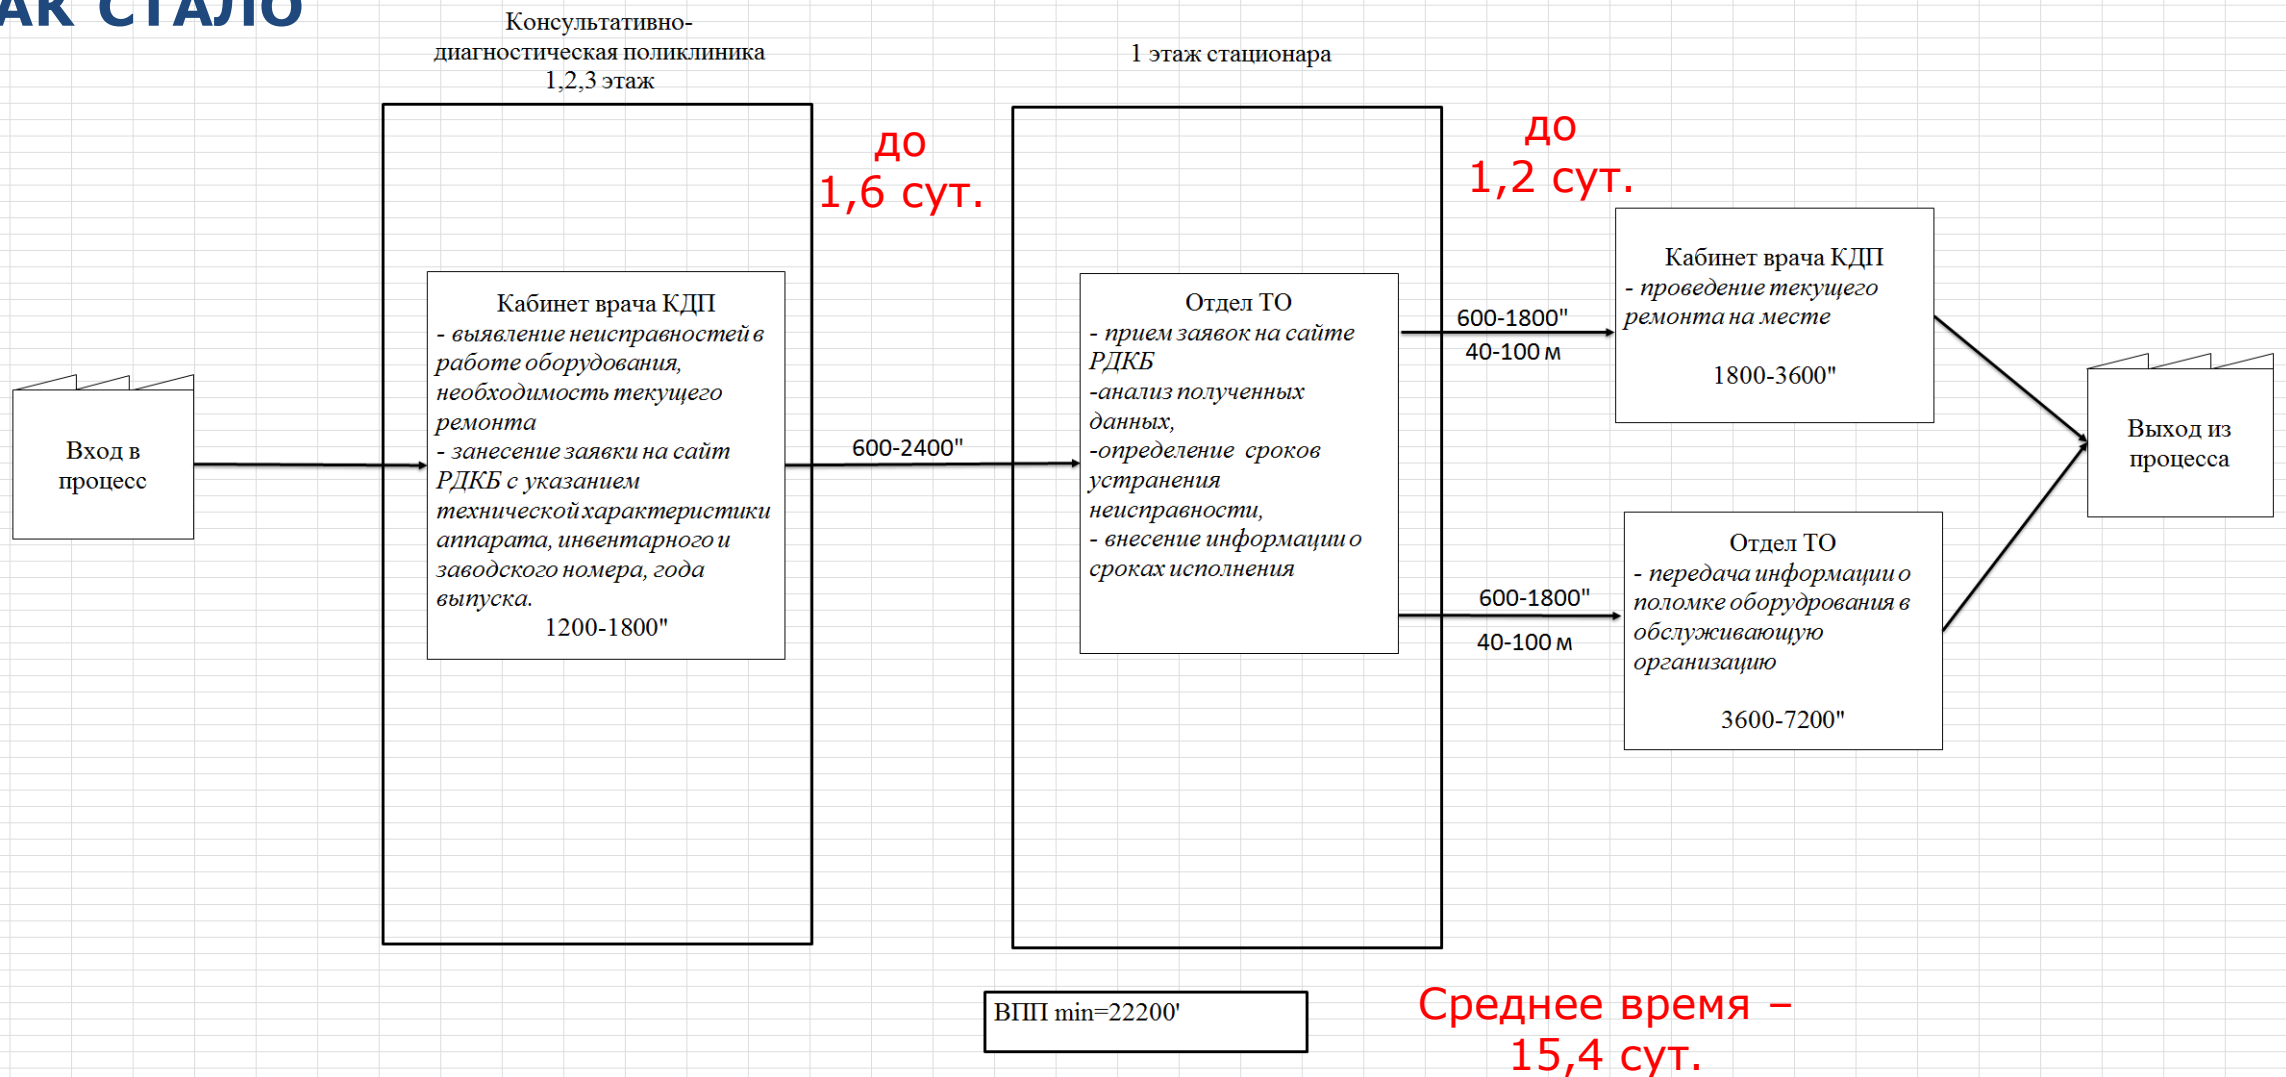 АК СТАЛО
Консультативно-
диагностическая поликлиника
1,2,3 этаж
1 этаж стационара
до
1,6 сут.
до
1,2 сут.
Вход в
процесс
Кабинет врача КДП
- выявление неисправностей в
работе оборудования,
необходимость текущего
ремонта
- занесение заявки на сайт
РДКБ с указанием
технической характеристики
аппарата, инвентарного и
заводского номера, года
выпуска.
1200-1800"
600-2400"
Отдел ТО
- прием заявок на сайте
РДКБ
-анализ полученных
данных,
-определение сроков
устранения
неисправности,
- внесение информации о
сроках исполнения
600-1800"
40-100 м
Кабинет врача КДП
- проведение текущего
ремонта на месте
1800-3600"
600-1800"
40-100 м
Отдел ТО
- передача информации о
поломке оборудрования в
обслуживающую
организацию
3600-7200"
Выход из
процесса
ВПП min=22200'
Среднее время –
15,4 сут.